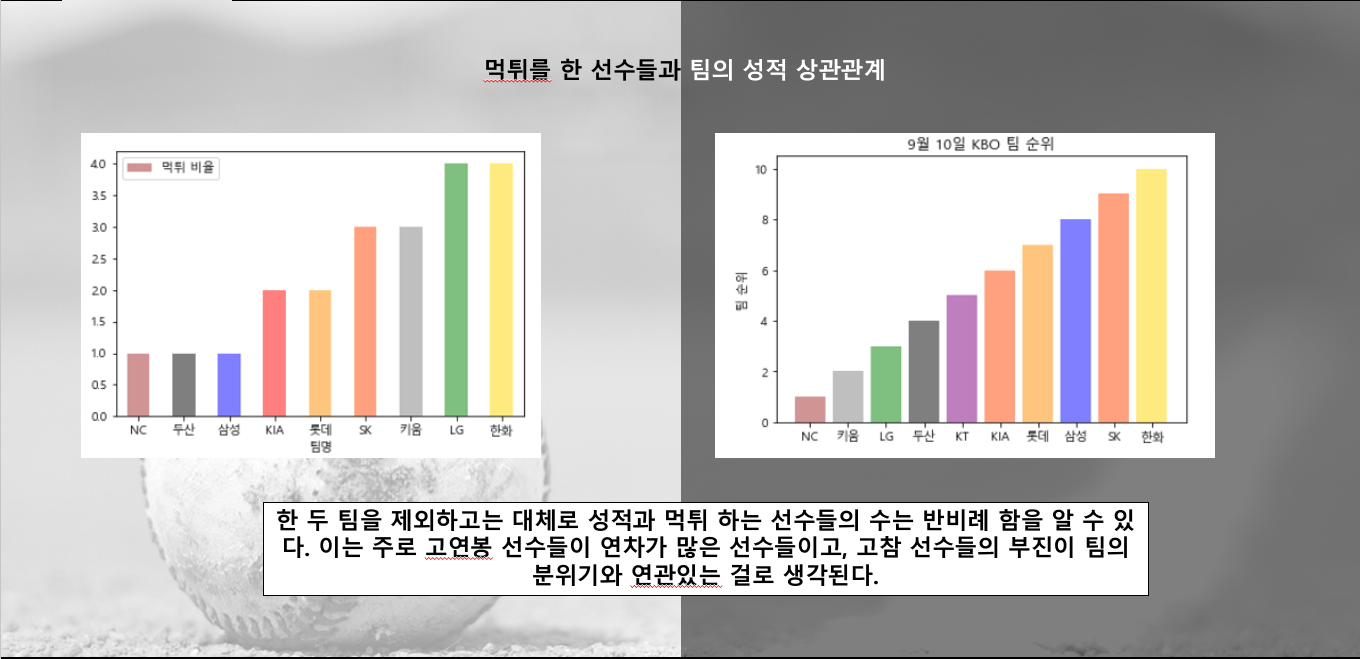 먹튀를 한 선수들과 팀의 성적 상관관계
먹튀 비율
4.0
3.5
3.0
2.5
2.0
1.5
1.0
0.5
0.0
NC 두산 삼성 KIA 롯데 SK 키움 LG 한화
팀명
9월 10일 KBO 팀 순위
팀 순위
10
8
6
4
2
0
NC 키움 LG 두산 KT KIA 롯데 삼성 SK 한화
한 두 팀을 제외하고는 대체로 성적과 먹튀 하는 선수들의 수는 반비례 함을 알 수 있
다. 이는 주로 고연봉 선수들이 연차가 많은 선수들이고, 고참 선수들의 부진이 팀의
분위기와 연관있는 걸로 생각된다.